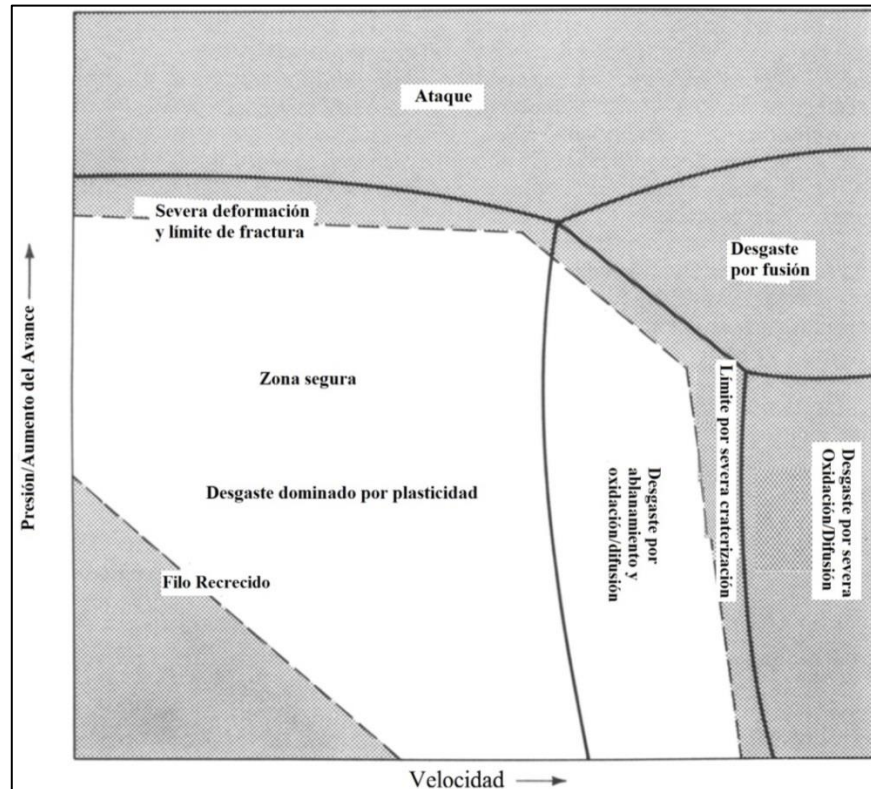 Ataque
Severa deformación
y límite de fractura
Desgaste
por fusión
Presión/Aumento del Avance
Zona segura
Límite por severa craterización
Desgaste por severa
Oxidación/Difusión
Desgaste por
ablanamiento y
oxidación/difusión
Desgaste dominado por plasticidad
Filo Recrecido
Velocidad